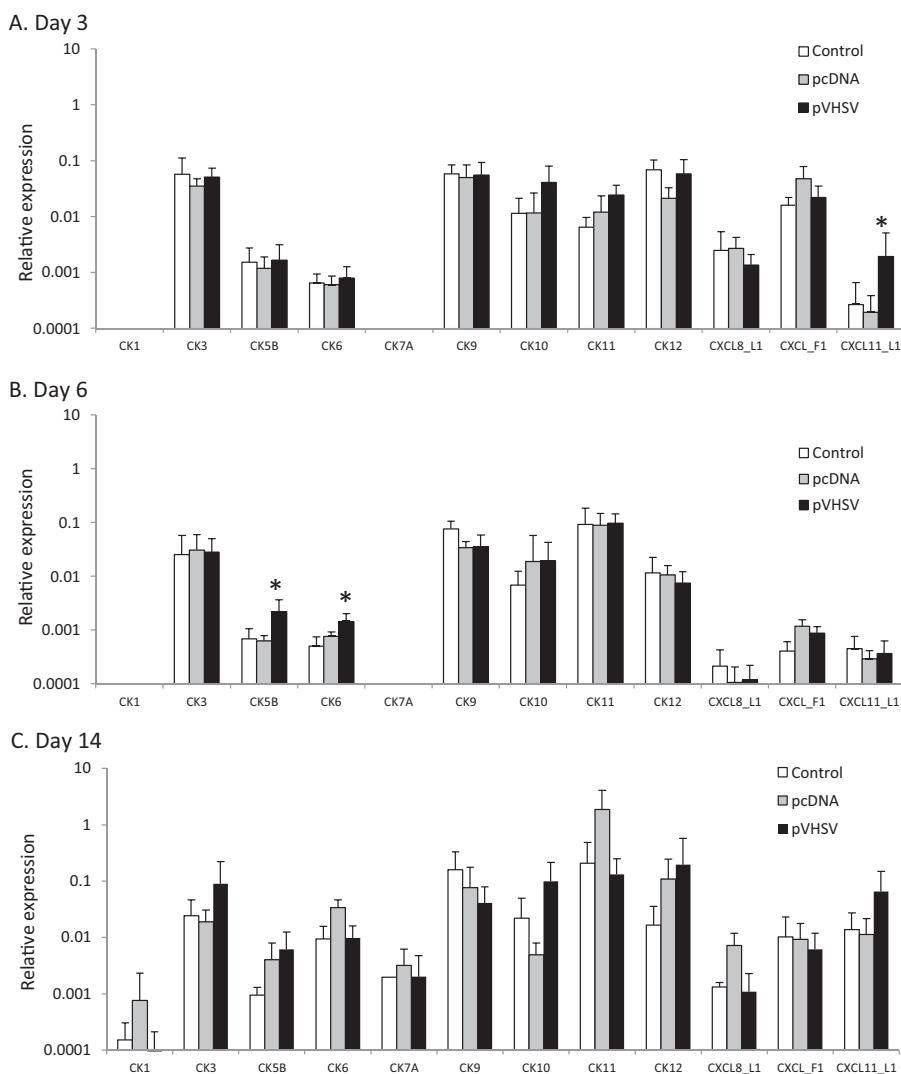 A. Day 3
10
1
0.1
0.01
0.001
0.0001
Relative expression
Control
pcDNA
pVHSV
*
CK1 CK3 CK5B CK6 CK7A CK9 CK10 CK11 CK12 CXCL8_L1 CXCL_F1 CXCL11_L1
B. Day 6
10
1
0.1
0.01
0.001
0.0001
Relative expression
Control
pcDNA
pVHSV
* *
CK1 CK3 CK5B CK6 CK7A CK9 CK10 CK11 CK12 CXCL8_L1 CXCL_F1 CXCL11_L1
C. Day 14
10
1
0.1
0.01
0.001
0.0001
Relative expression
Control
pcDNA
pVHSV
CK1 CK3 CK5B CK6 CK7A CK9 CK10 CK11 CK12 CXCL8_L1 CXCL_F1 CXCL11_L1